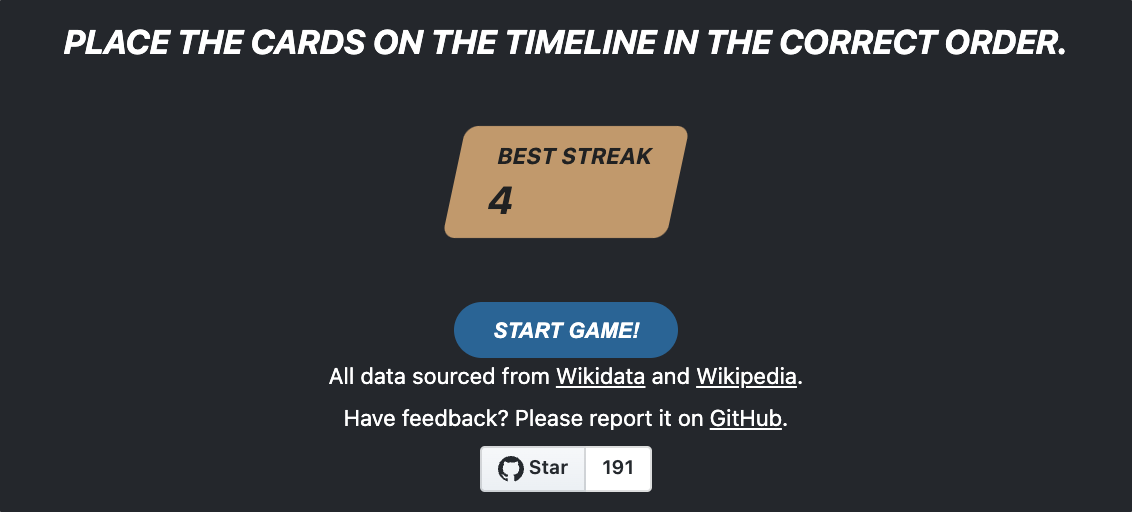 PLACE THE CARDS ON THE TIMELINE IN THE CORRECT ORDER.
BEST STREAK
4
START GAME!
All data sourced from Wikidata and Wikipedia.
Have feedback? Please report it on GitHub.
Star 191